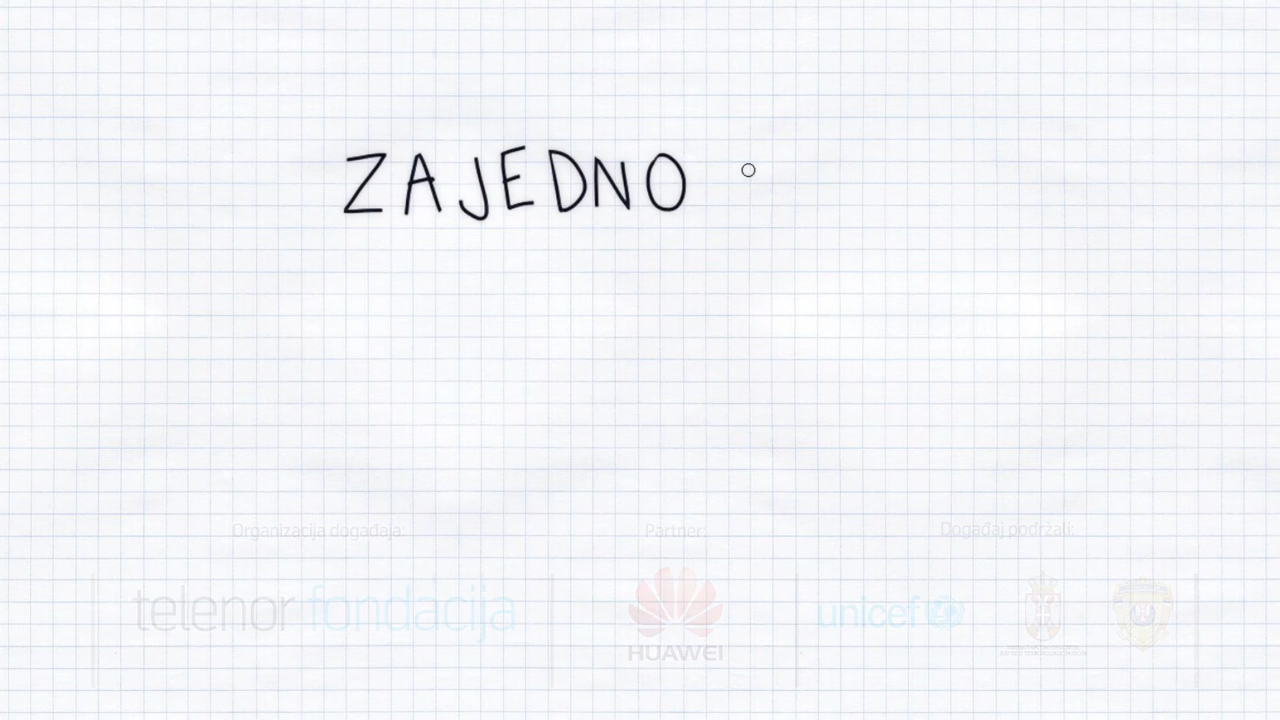 ZAJEDNO
Organizacija događaja:
Partner:
Događaj podržali:
telenor fondacija
HUAWEI
unicef